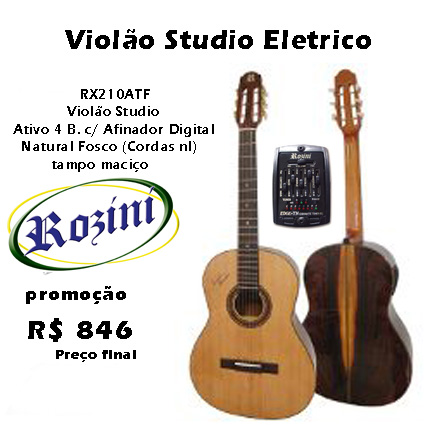 Violão Studio Eletrico
RX210ATF
Violão Studio
Ativo 4 B. c/ Afinador Digital
Natural Fosco (Cordas nl)
tampo maciço
Rozini
Rozini
promoção
R$ 846
Preço final